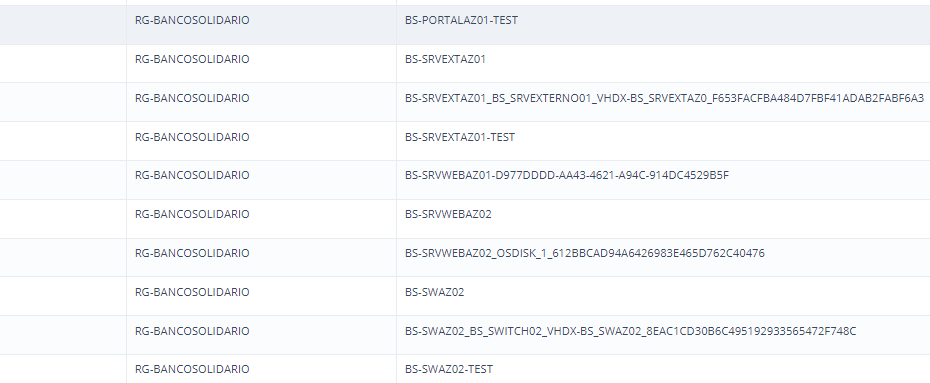 RG-BANCOSOLIDARIO BS-PORTALAZ01-TEST
RG-BANCOSOLIDARIO BS-SRVEXTAZ01
RG-BANCOSOLIDARIO BS-SRVEXTAZ01_BS_SRVEXTERNO01_VHDX-BS_SRVEXTAZ0_F653FACFBA484D7FBF41ADAB2FABF6A3
RG-BANCOSOLIDARIO BS-SRVEXTAZ01-TEST
RG-BANCOSOLIDARIO BS-SRVWEBAZ01-D977DDDD-AA43-4621-A94C-914DC4529B5F
RG-BANCOSOLIDARIO BS-SRVWEBAZ02
RG-BANCOSOLIDARIO BS-SRVWEBAZ02_OSDISK_1_612BBCAD94A6426983E465D762C40476
RG-BANCOSOLIDARIO BS-SWAZ02
RG-BANCOSOLIDARIO BS-SWAZ02_BS_SWITCH02_VHDX-BS_SWAZ02_8EAC1CD30B6C495192933565472F748C
RG-BANCOSOLIDARIO BS-SWAZ02-TEST